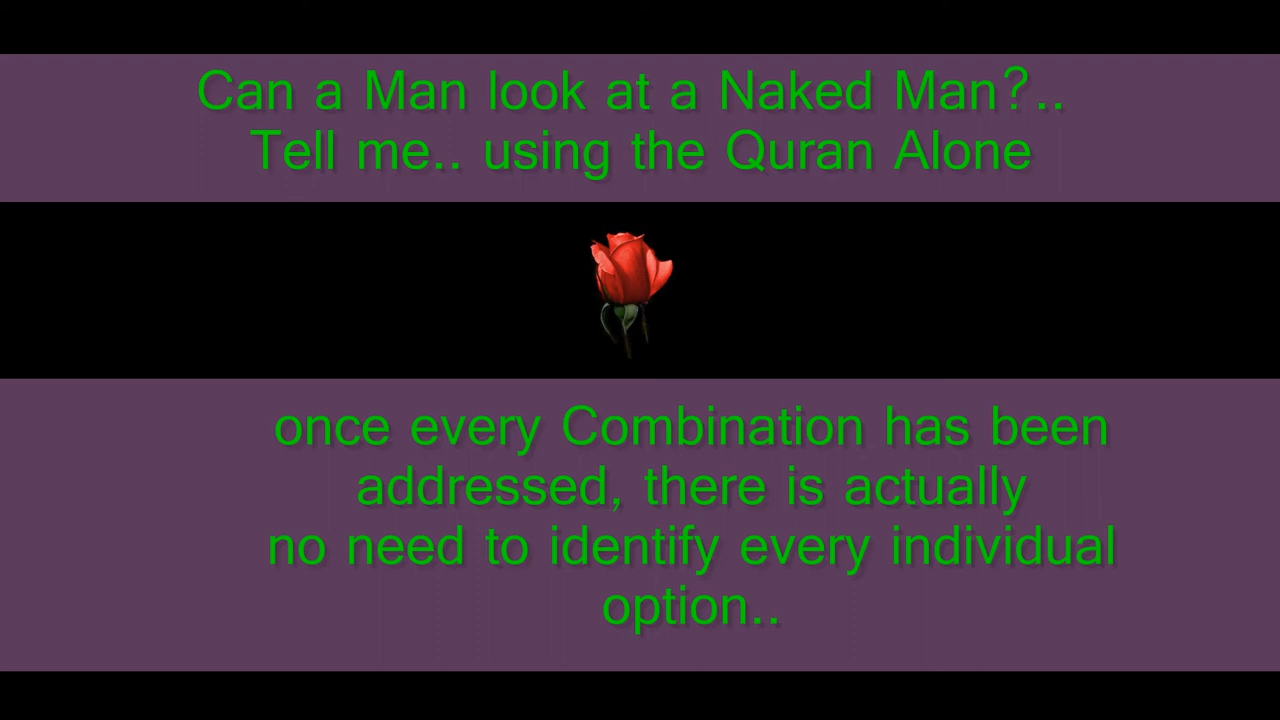 Can a Man look at a Naked Man?..
Tell me.. using the Quran Alone
once every Combination has been
addressed, there is actually
no need to identify every individual
option..